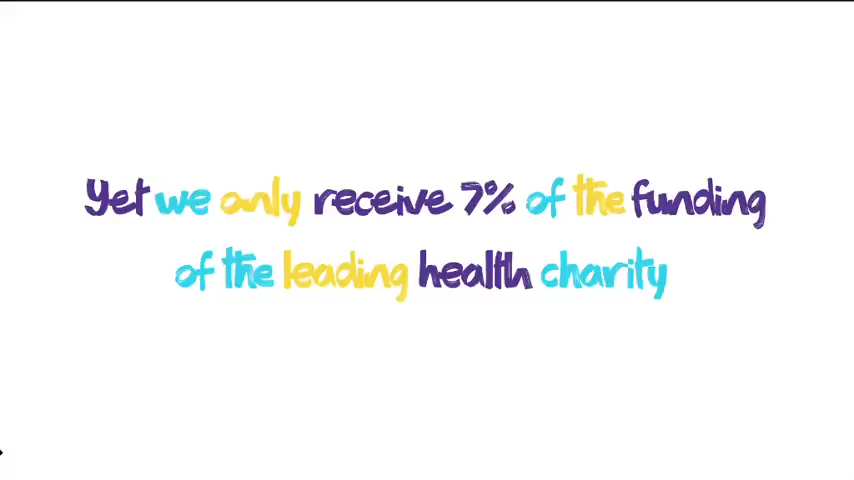 Yet we only receive 7% of the funding
of the leading health charity